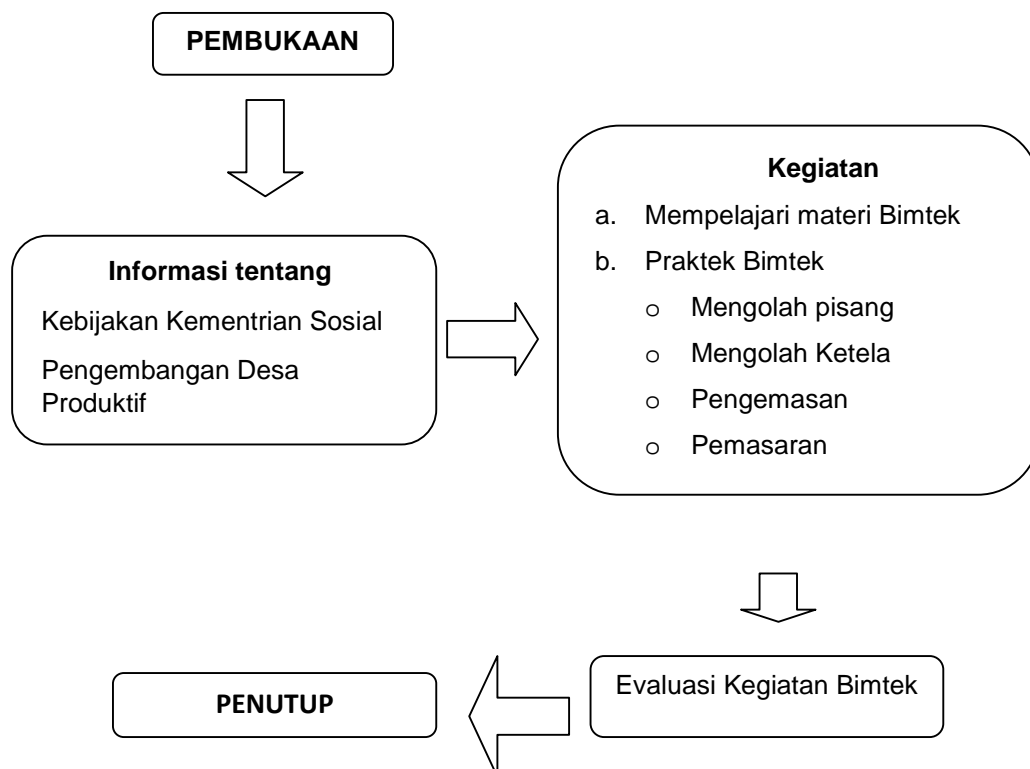 PEMBUKAAN
Informasi tentang
Kebijakan Kementrian Sosial
Pengembangan Desa
Produktif
Kegiatan
a. Mempelajari materi Bimtek
b. Praktek Bimtek
o Mengolah pisang
o Mengolah Ketela
o Pengemasan
o Pemasaran
Evaluasi Kegiatan Bimtek
PENUTUP